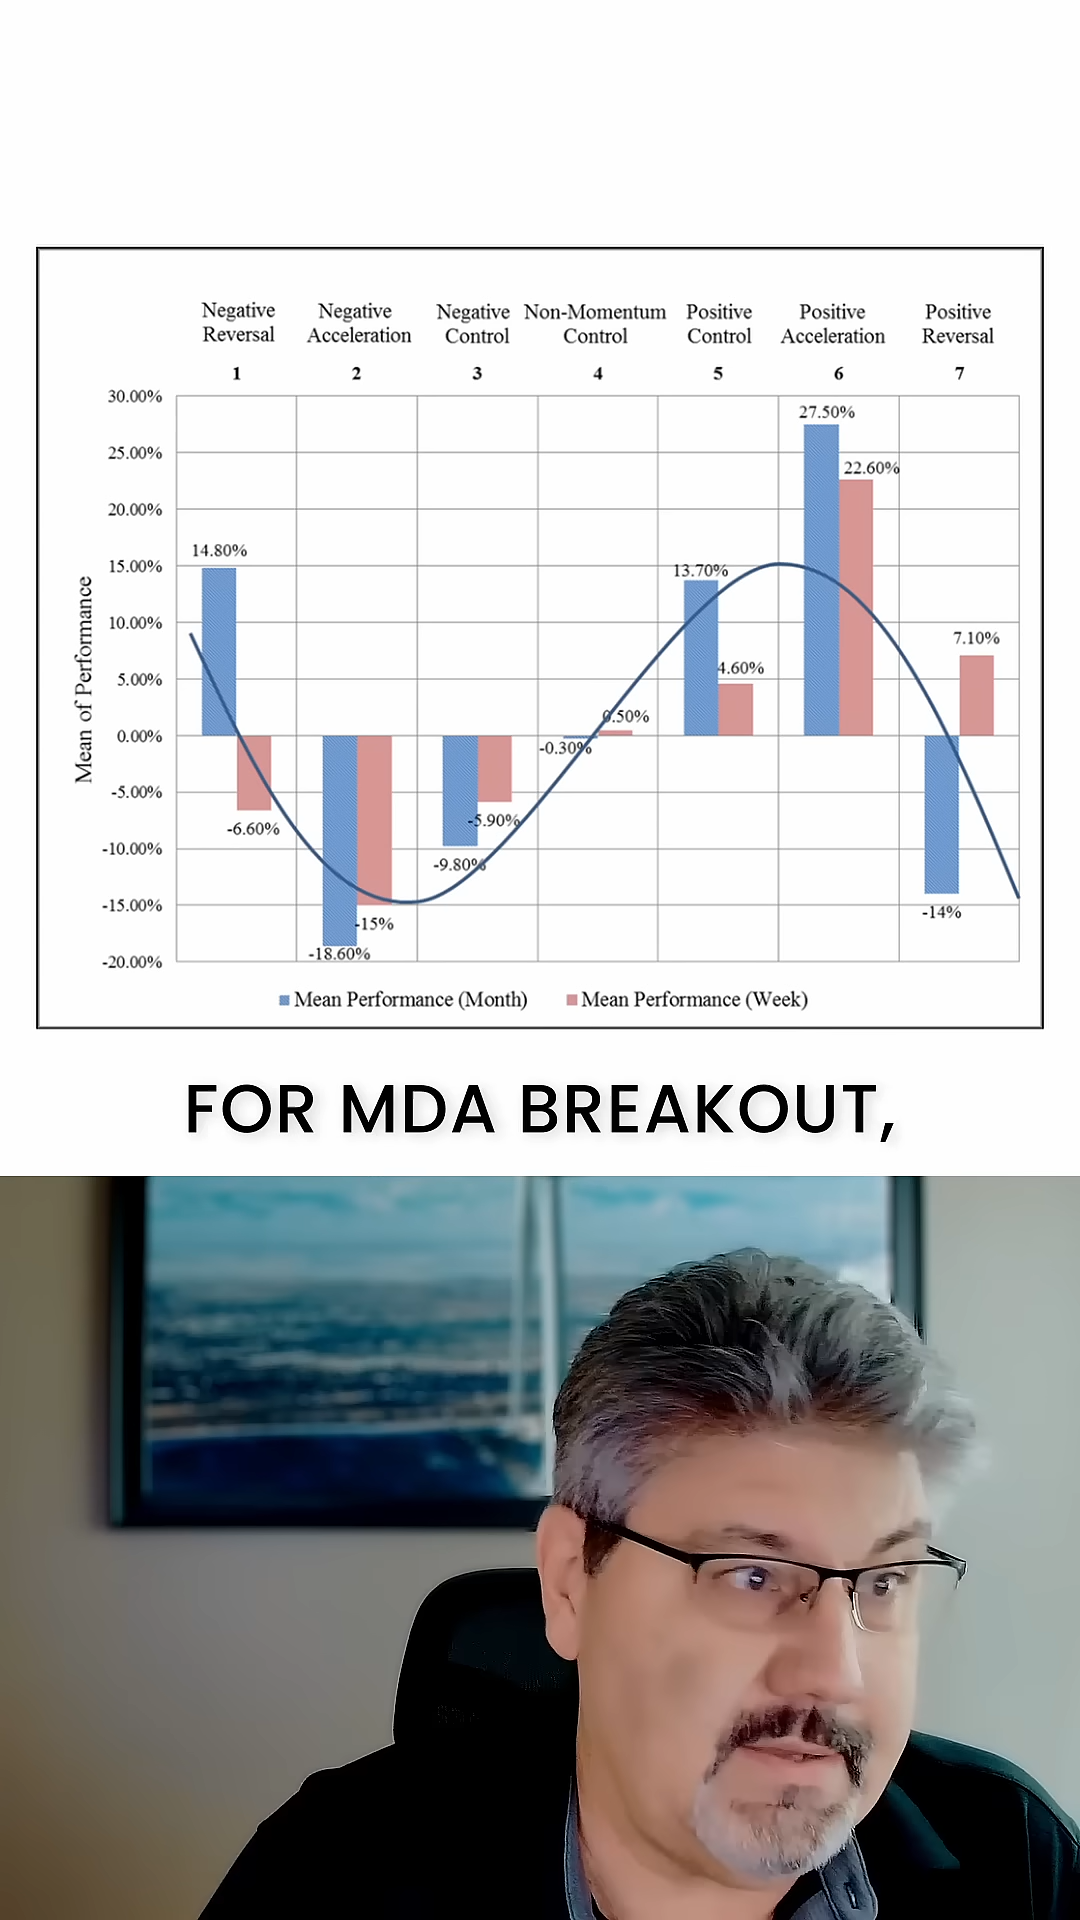 Negative Reversal
Negative Acceleration
Negative Control
Non-Momentum Control
Positive Control
Positive Acceleration
Positive Reversal
1 2 3 4 5 6 7
Mean of Performance
30.00%
25.00%
20.00%
15.00%
10.00%
5.00%
0.00%
-5.00%
-10.00%
-15.00%
-20.00%
14.80%
-6.60%
-18.60%
-15%
-9.80%
-5.90%
-0.30%
0.50%
13.70%
4.60%
27.50%
22.60%
-14%
7.10%
Mean Performance (Month)
Mean Performance (Week)
FOR MDA BREAKOUT,